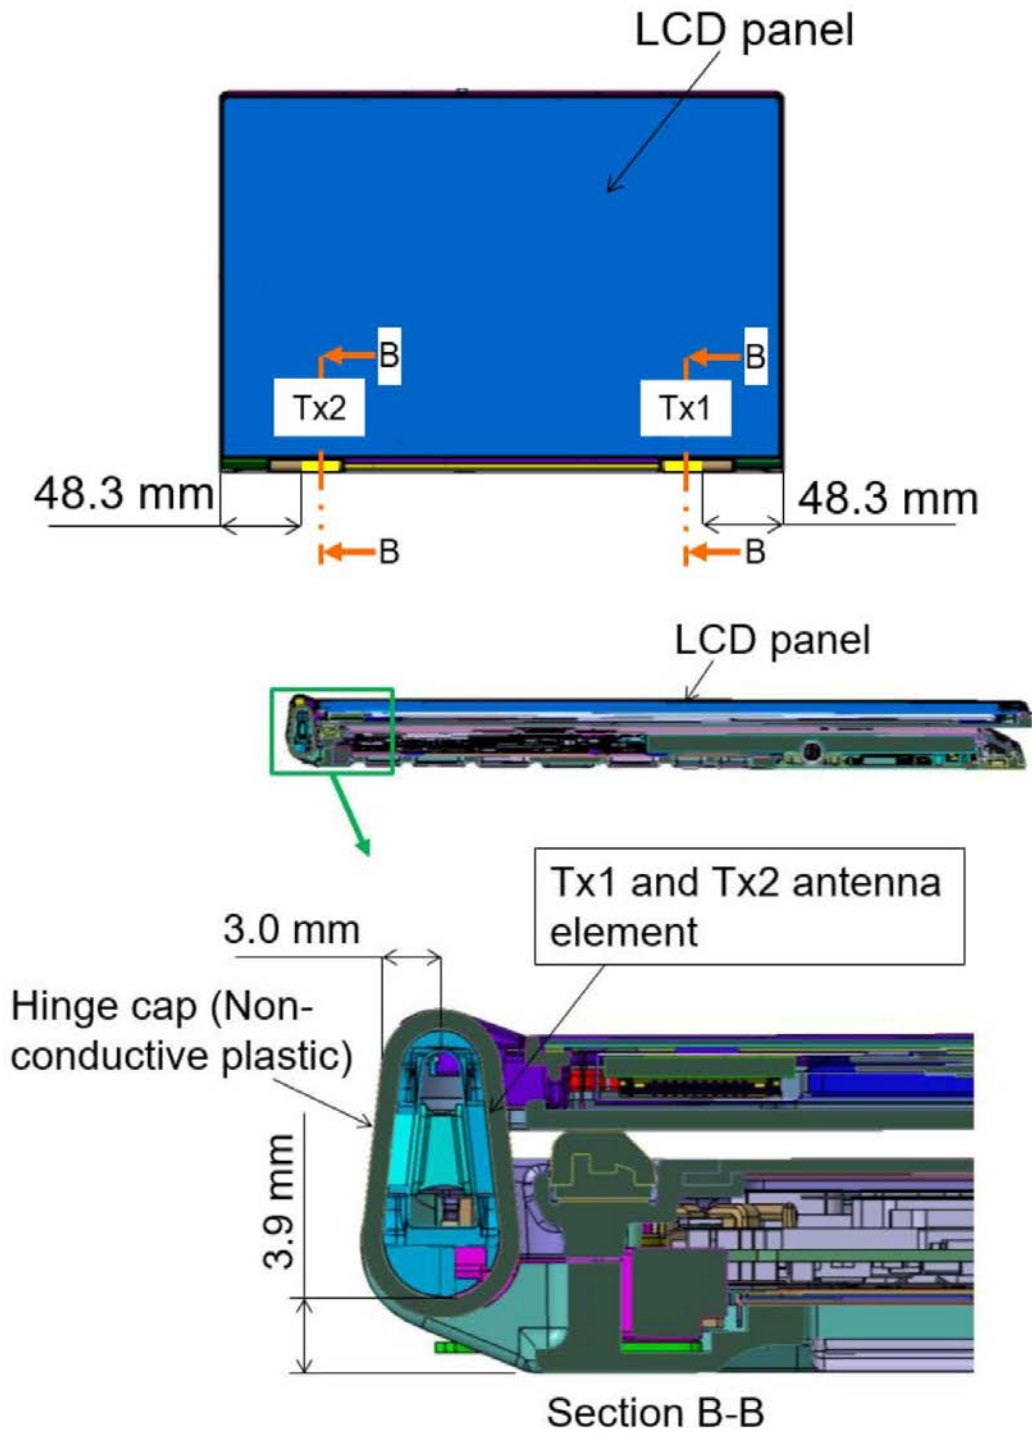 LCD panel
B
B
Tx2
Tx1
48.3 mm
48.3 mm
B
B
LCD panel
Tx1 and Tx2 antenna
element
3.0 mm
Hinge cap (Non-
conductive plastic)
3.9 mm
Section B-B